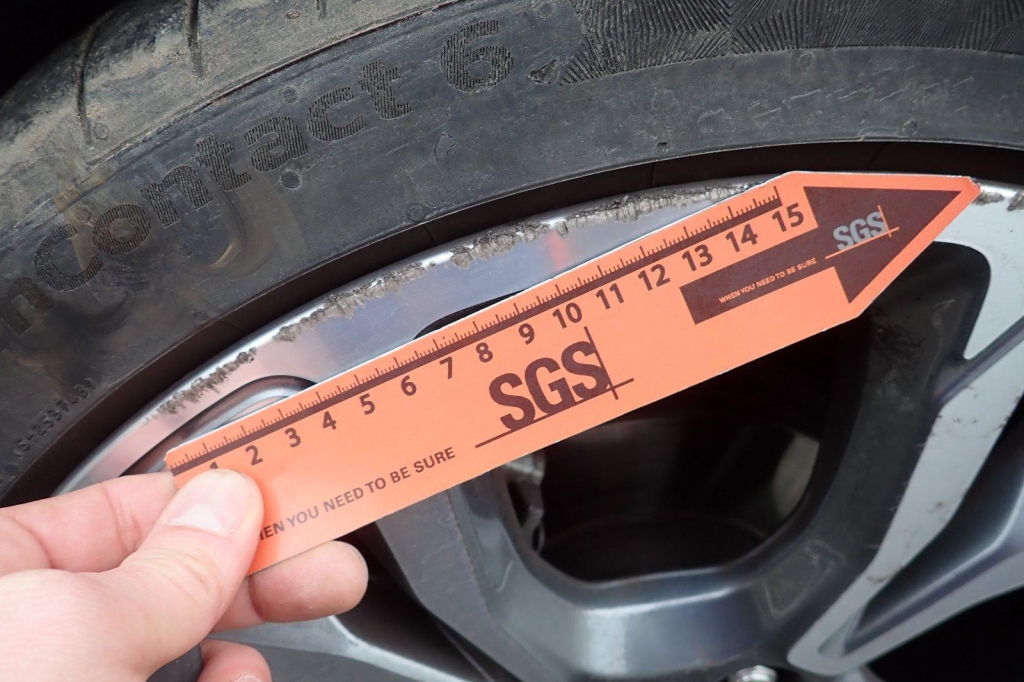 nContact 6
1 2 3 4 5 6 7 8 9 10 11 12 13 14 15
SGS
WHEN YOU NEED TO BE SURE
SGS
EN YOU NEED TO BE SURE